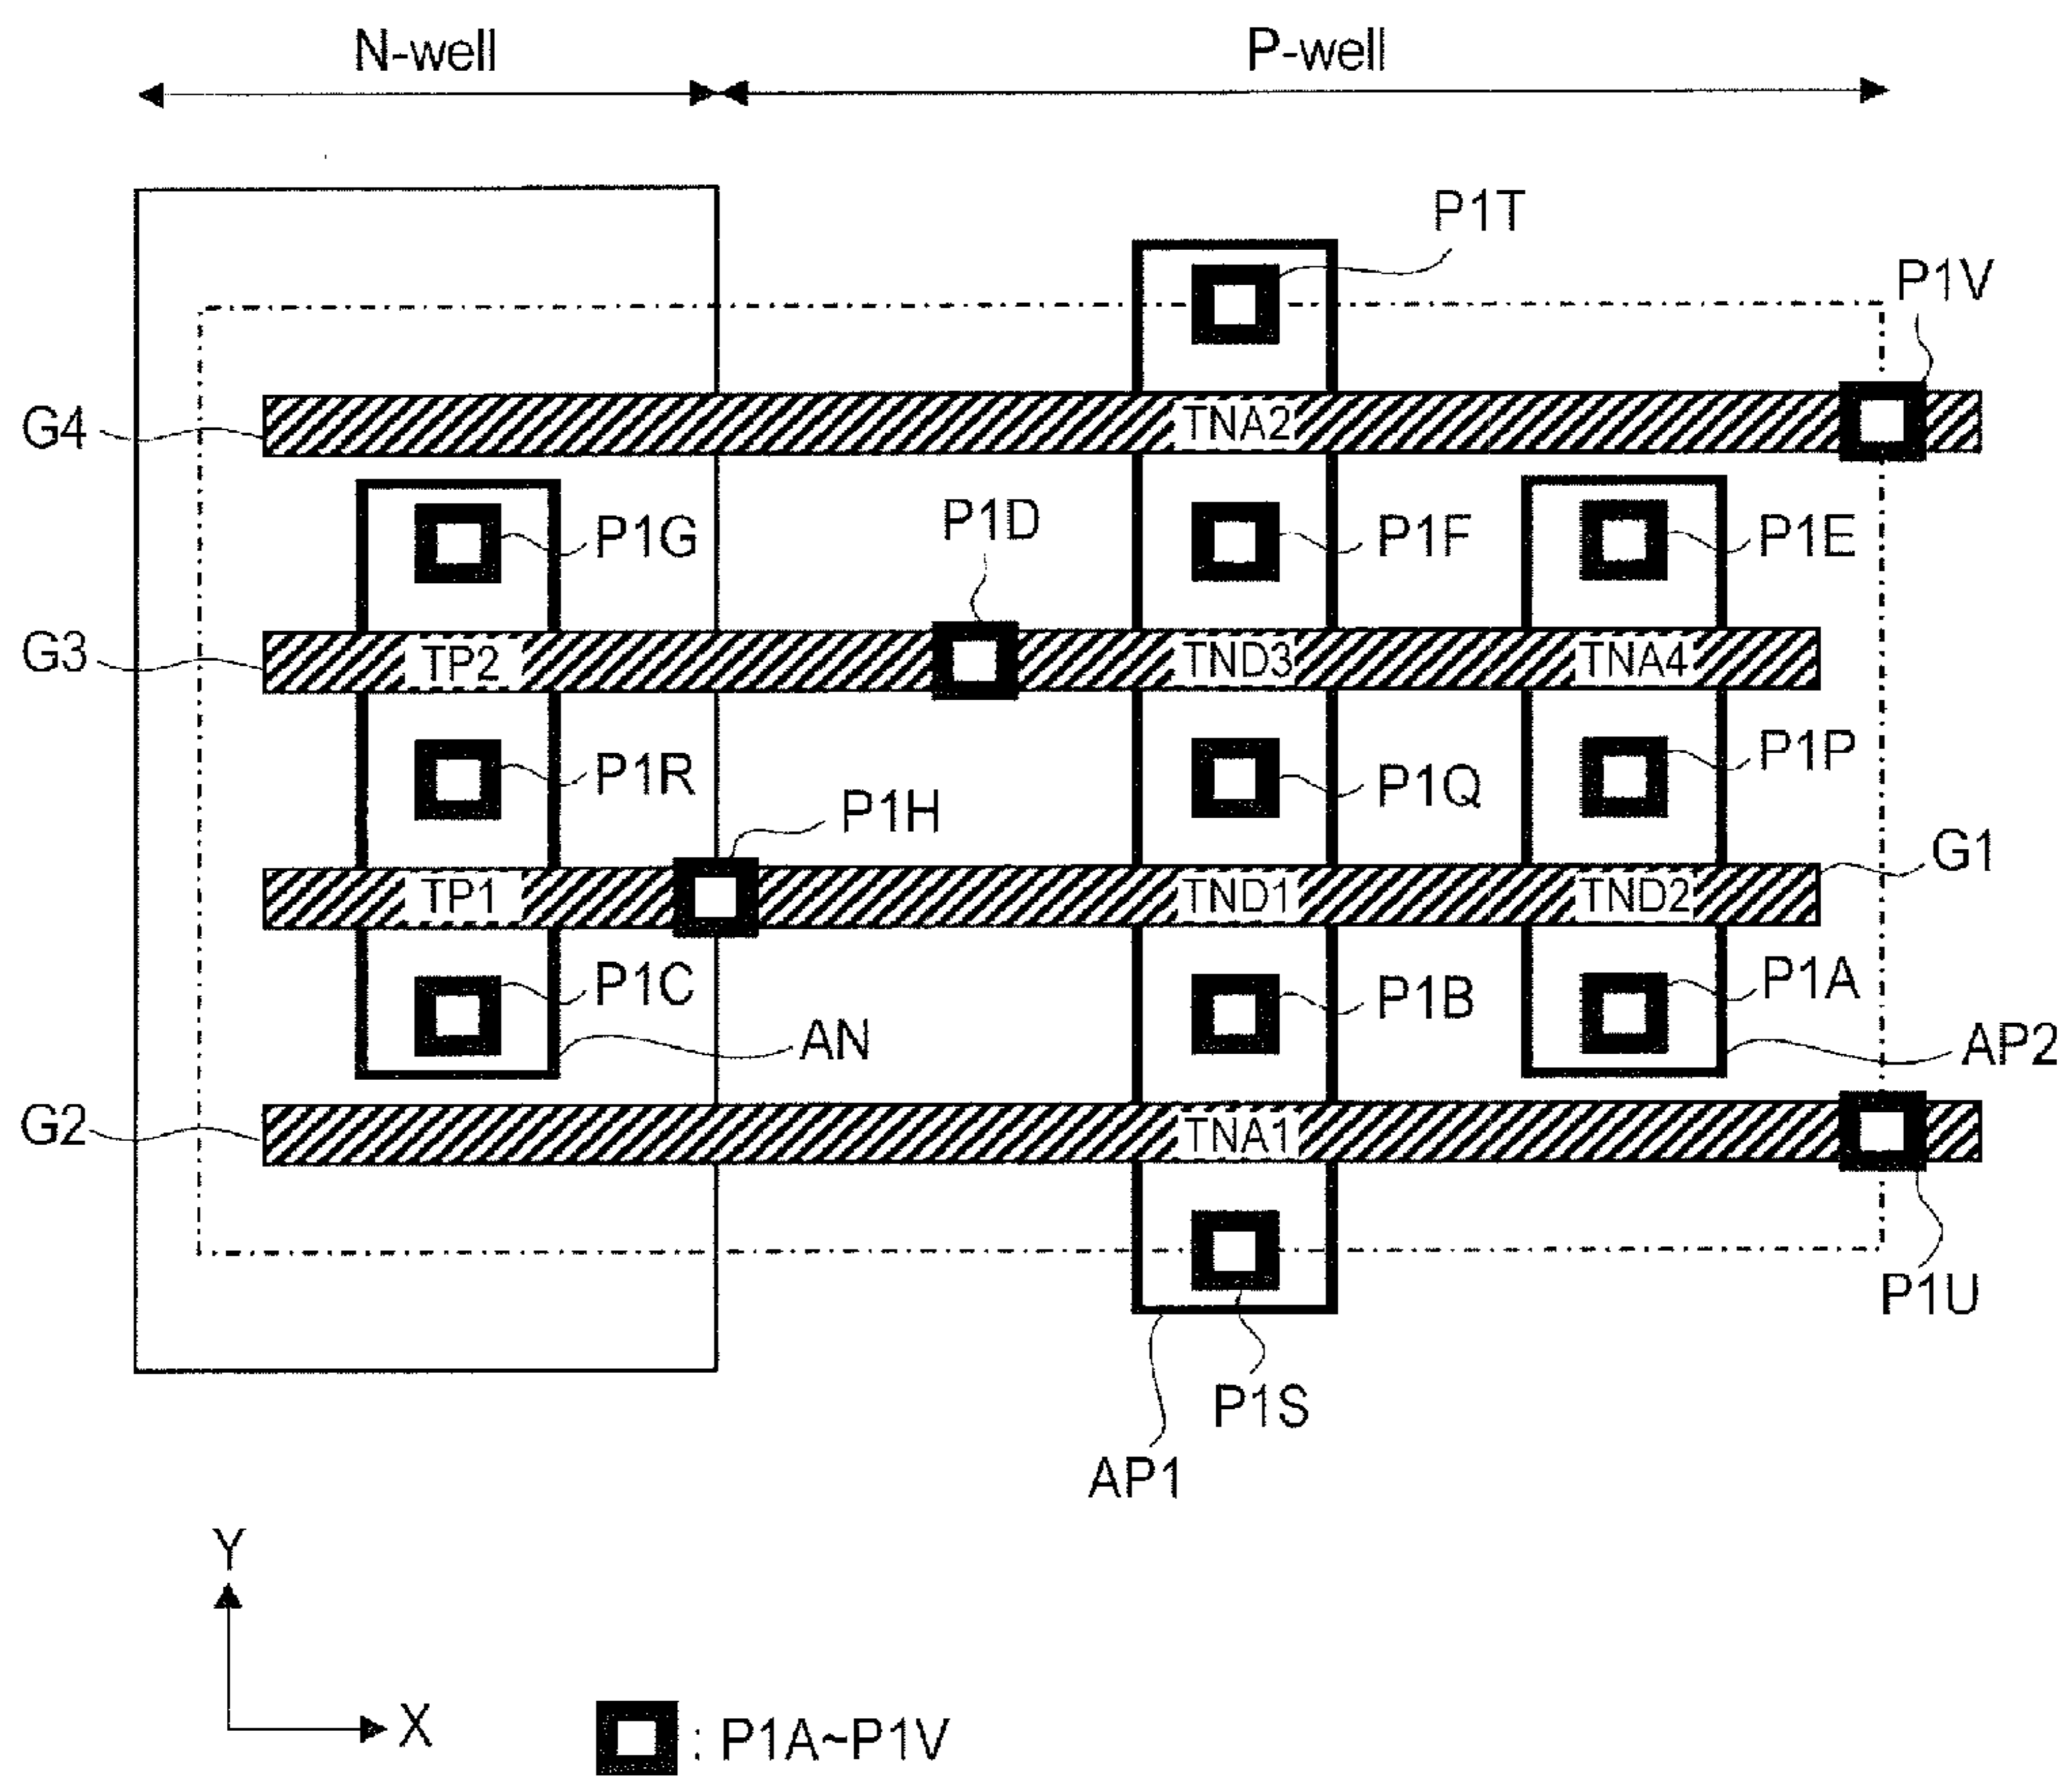 N-well P-well
P1T
P1V
G4 TNA2
P1G P1D P1F P1E
G3 TP2 TND3 TNA4
P1R P1H P1Q P1P
G1
TP1 TND1 TND2
P1C AN P1B P1A AP2
G2 TNA1
P1U
P1S
AP1
Y
X
: P1A~P1V